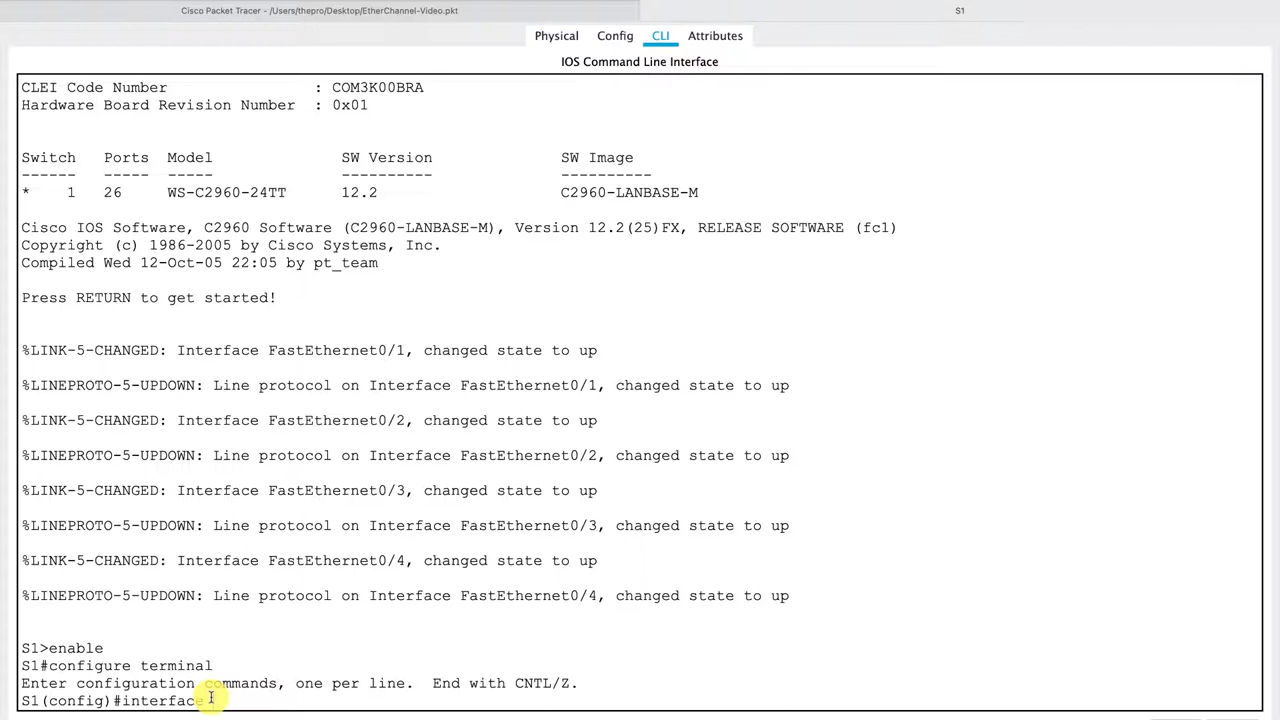 Cisco Packet Tracer - /Users/thepro/Desktop/EtherChannel-Video.pkt
S1
Physical Config CLI Attributes
IOS Command Line Interface
CLEI Code Number : COM3K00BRA
Hardware Board Revision Number : 0x01
Switch Ports Model SW Version SW Image
------ ----- ----- ---------- ----------
* 1 26 WS-C2960-24TT 12.2 C2960-LANBASE-M
Cisco IOS Software, C2960 Software (C2960-LANBASE-M), Version 12.2(25)FX, RELEASE SOFTWARE (fc1)
Copyright (c) 1986-2005 by Cisco Systems, Inc.
Compiled Wed 12-Oct-05 22:05 by pt_team
Press RETURN to get started!
%LINK-5-CHANGED: Interface FastEthernet0/1, changed state to up
%LINEPROTO-5-UPDOWN: Line protocol on Interface FastEthernet0/1, changed state to up
%LINK-5-CHANGED: Interface FastEthernet0/2, changed state to up
%LINEPROTO-5-UPDOWN: Line protocol on Interface FastEthernet0/2, changed state to up
%LINK-5-CHANGED: Interface FastEthernet0/3, changed state to up
%LINEPROTO-5-UPDOWN: Line protocol on Interface FastEthernet0/3, changed state to up
%LINK-5-CHANGED: Interface FastEthernet0/4, changed state to up
%LINEPROTO-5-UPDOWN: Line protocol on Interface FastEthernet0/4, changed state to up
S1>enable
S1#configure terminal
Enter configuration commands, one per line. End with CNTL/Z.
S1(config)#interface